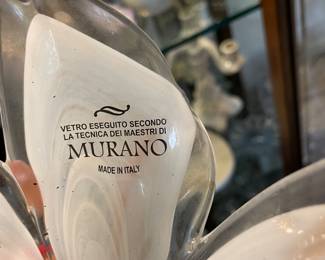 VETRO ESEGUITO SECONDO
LA TECNICA DEI MAESTRI DI
MURANO
MADE IN ITALY